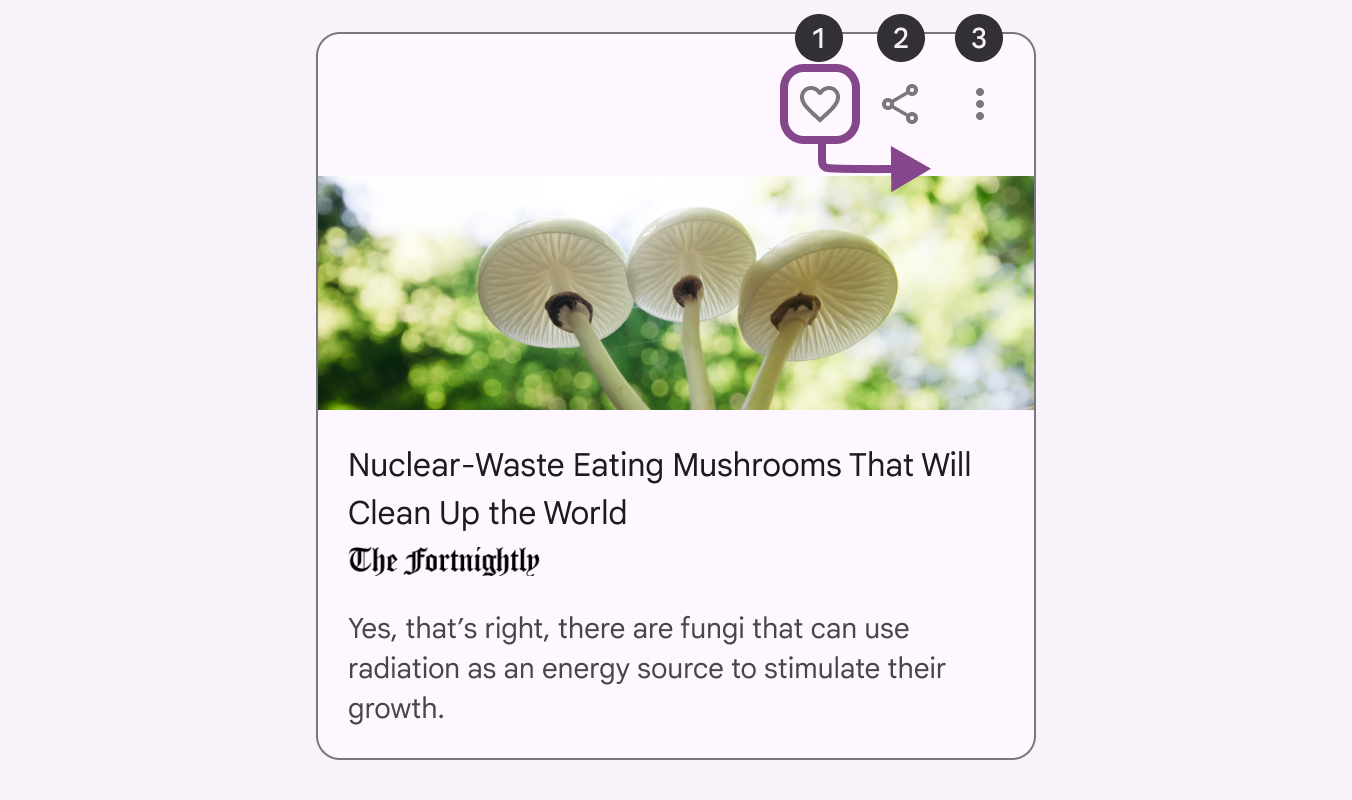 1 2 3
Nuclear-Waste Eating Mushrooms That Will
Clean Up the World
The Fortnightly
Yes, that’s right, there are fungi that can use
radiation as an energy source to stimulate their
growth.